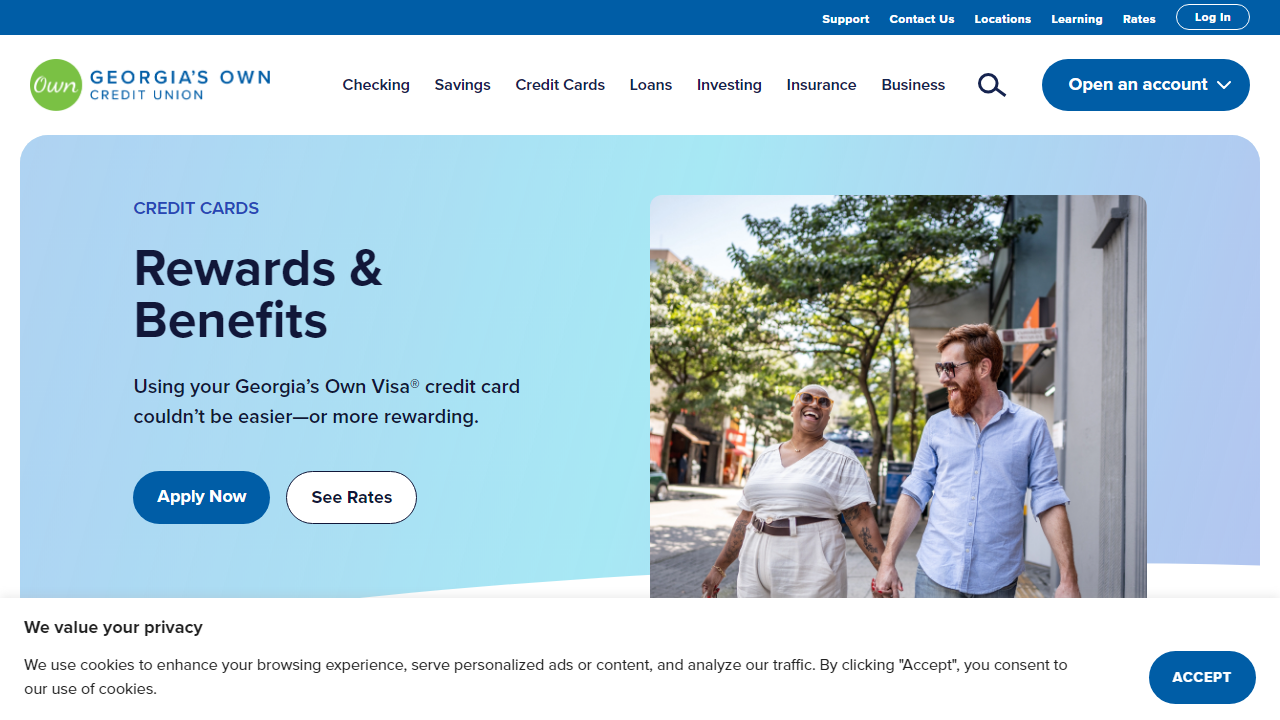 Support Contact Us Locations Learning Rates Log In
Own GEORGIA'S OWN
CREDIT UNION
Checking Savings Credit Cards Loans Investing Insurance Business Open an account
CREDIT CARDS
Rewards &
Benefits
Using your Georgia's Own Visa® credit card
couldn't be easier—or more rewarding.
Apply Now See Rates
We value your privacy
We use cookies to enhance your browsing experience, serve personalized ads or content, and analyze our traffic. By clicking "Accept", you consent to
our use of cookies.
ACCEPT